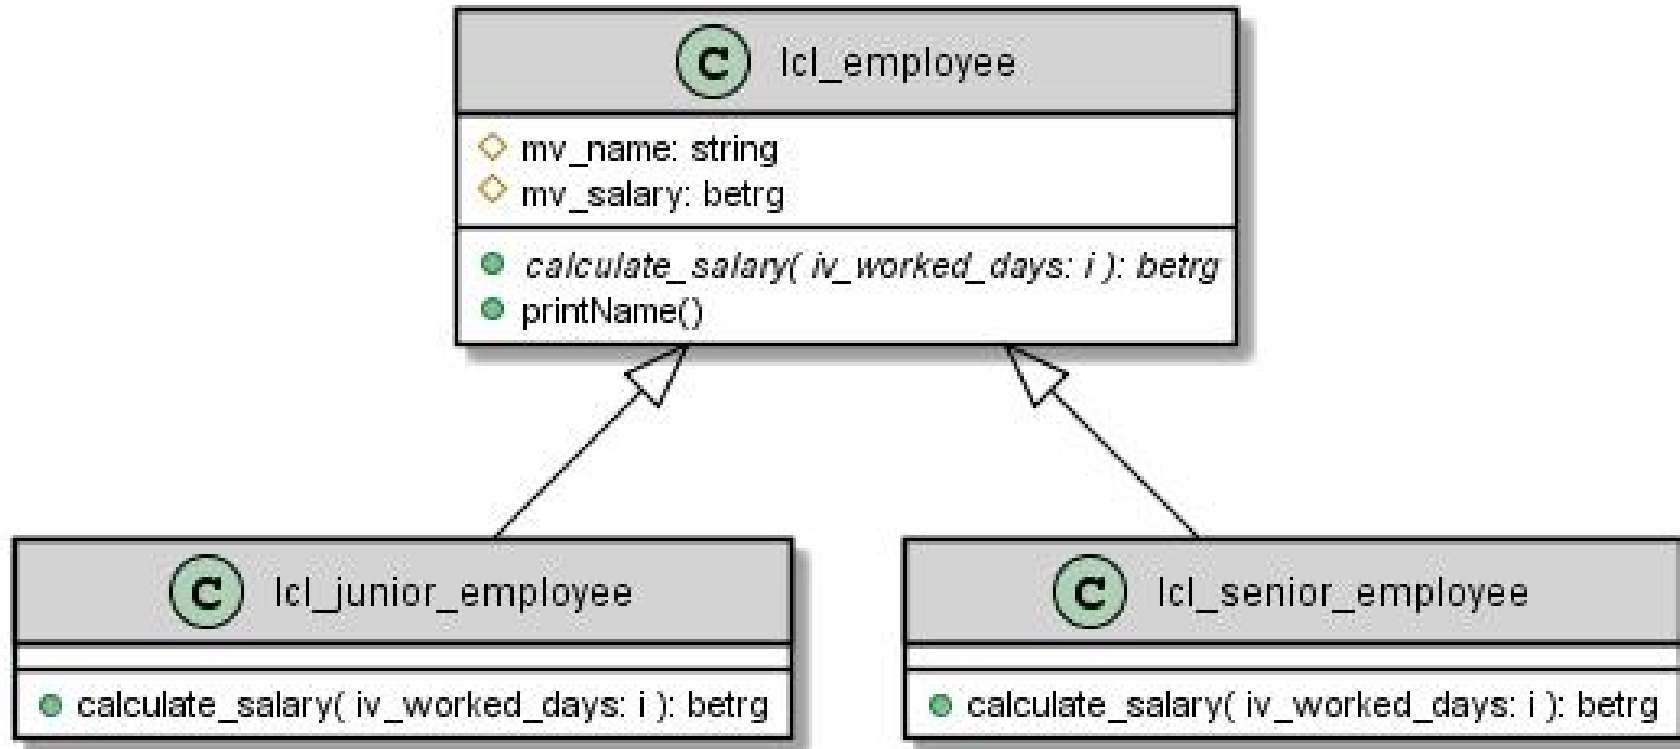 C lcl_employee
mv_name: string
mv_salary: betrg
calculate_salary( iv_worked_days: i ): betrg
printName()
C lcl_junior_employee
calculate_salary( iv_worked_days: i ): betrg
C lcl_senior_employee
calculate_salary( iv_worked_days: i ): betrg